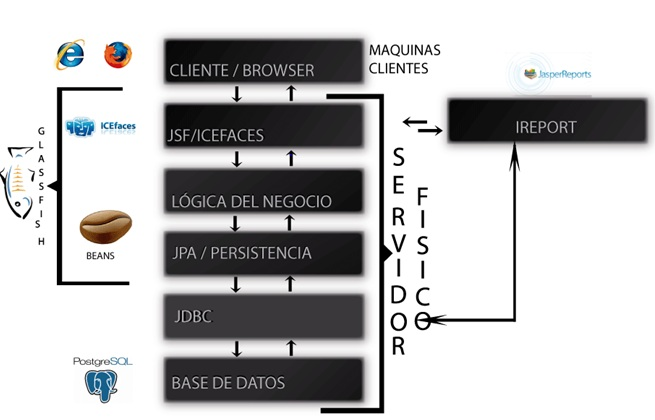 CLIENTE / BROWSER
MAQUINAS
CLIENTES
JasperReports
GLASSFISH
ICEfaces
JSF/ICEFACES
IREPORT
SERVIDOR
FISICO
LÓGICA DEL NEGOCIO
BEANS
JPA / PERSISTENCIA
JDBC
PostgreSQL
BASE DE DATOS